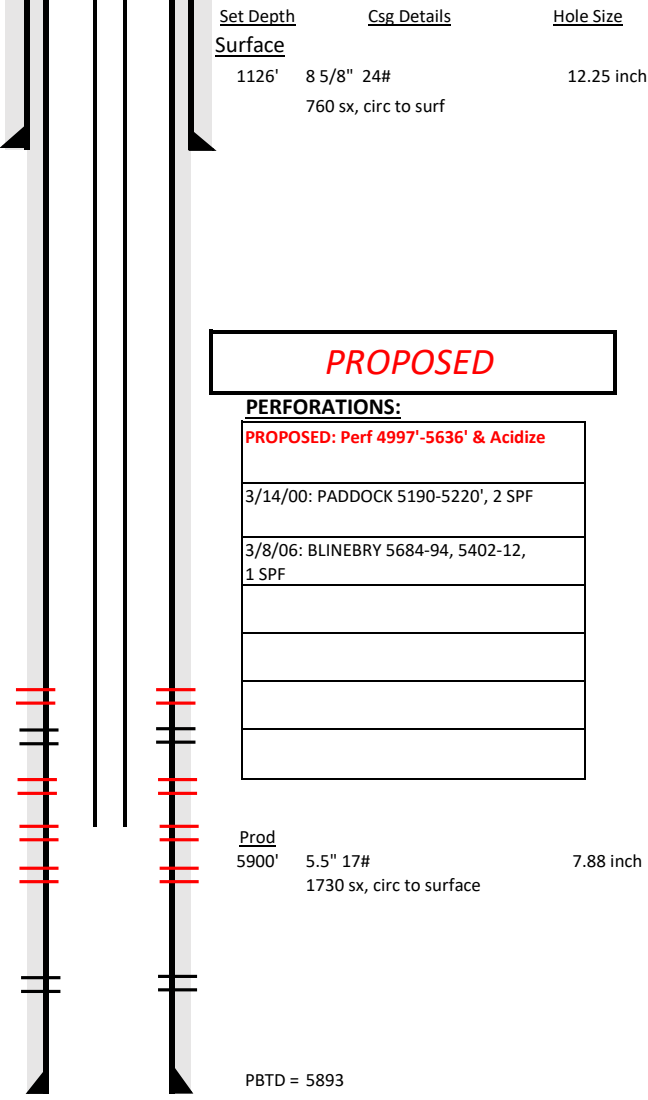 Set Depth Csg Details Hole Size
Surface
1126' 8 5/8" 24# 12.25 inch
760 sx, circ to surf
PROPOSED
PERFORATIONS:
PROPOSED: Perf 4997'-5636' & Acidize
3/14/00: PADDOCK 5190-5220', 2 SPF
3/8/06: BLINEBRY 5684-94, 5402-12,
1 SPF
Prod
5900' 5.5" 17# 7.88 inch
1730 sx, circ to surface
PBTD = 5893